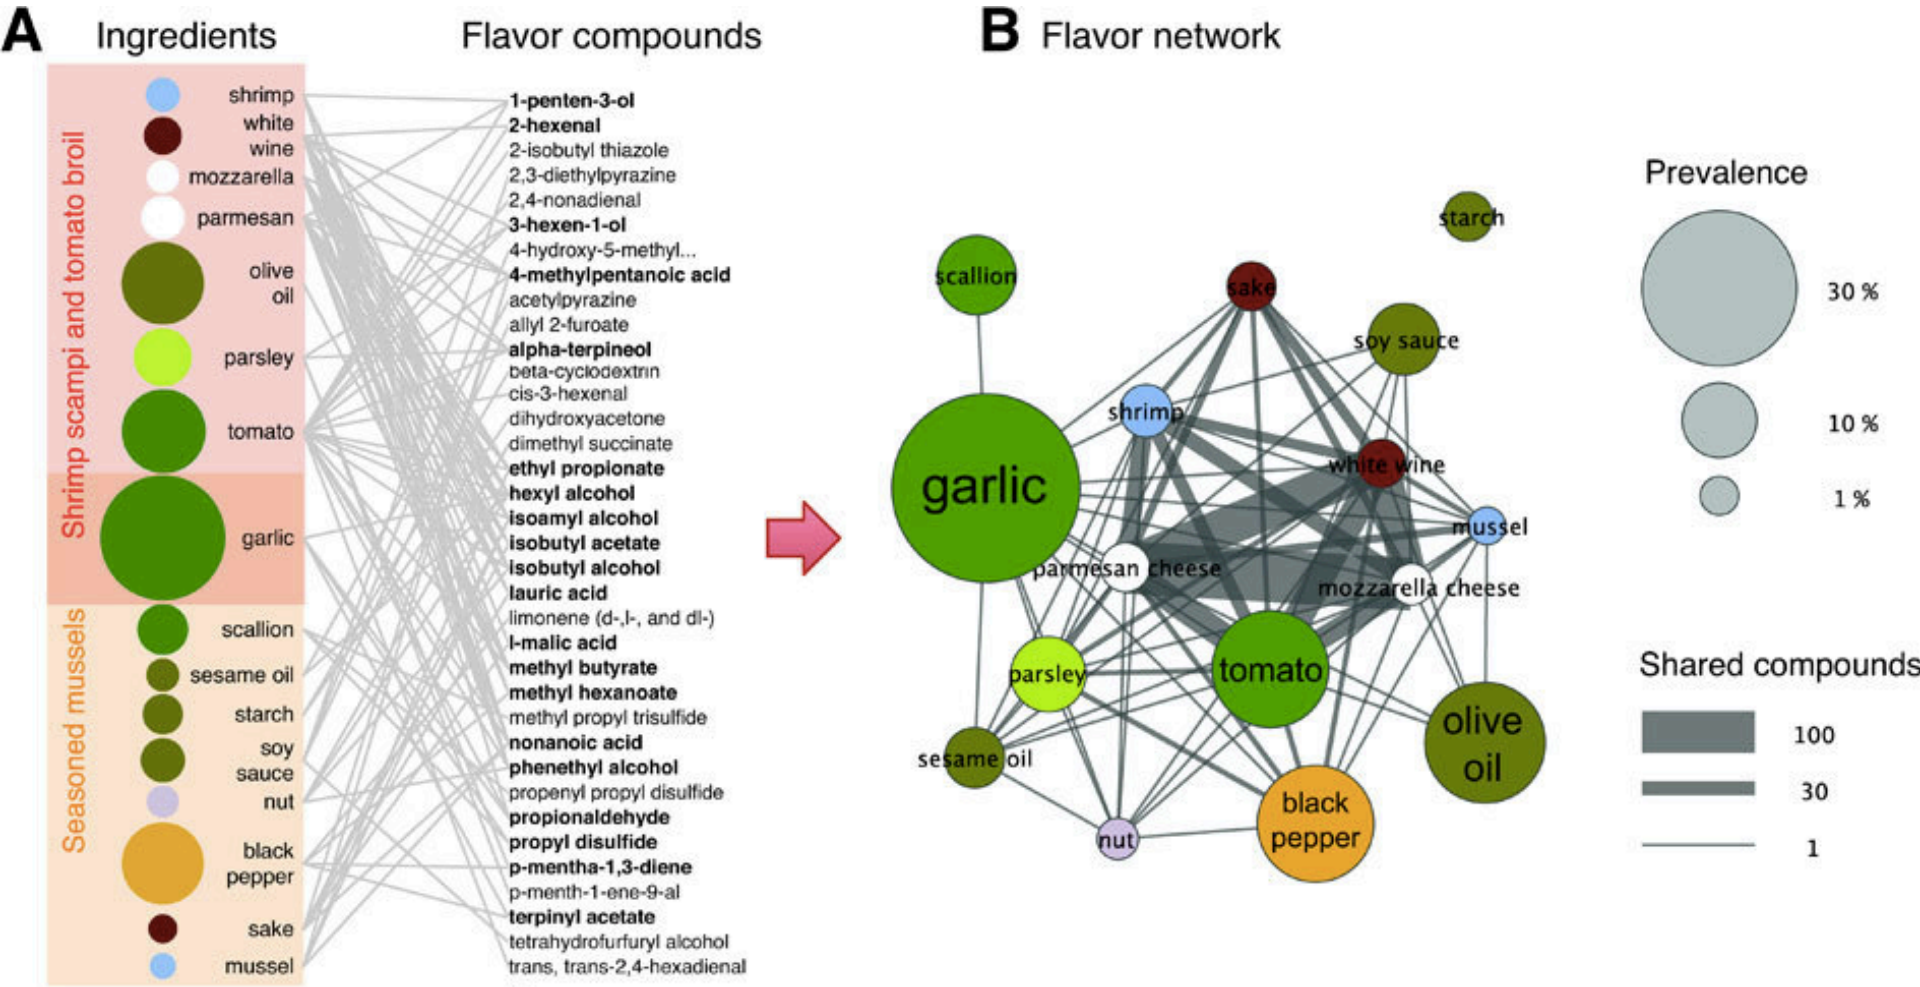 A Ingredients Flavor compounds
Shrimp scampi and tomato broil
Seasoned mussels
shrimp
white
wine
mozzarella
parmesan
olive
oil
parsley
tomato
garlic
scallion
sesame oil
starch
soy
sauce
nut
black
pepper
sake
mussel
1-penten-3-ol
2-hexenal
2-isobutyl thiazole
2,3-diethylpyrazine
2,4-nonadienal
3-hexen-1-ol
4-hydroxy-5-methyl...
4-methylpentanoic acid
acetylpyrazine
allyl 2-furoate
alpha-terpineol
beta-cyclodextrin
cis-3-hexenal
dihydroxyacetone
dimethyl succinate
ethyl propionate
hexyl alcohol
isoamyl alcohol
isobutyl acetate
isobutyl alcohol
lauric acid
limonene (d-,l-, and dl-)
l-malic acid
methyl butyrate
methyl hexanoate
methyl propyl trisulfide
nonanoic acid
phenethyl alcohol
propenyl propyl disulfide
propionaldehyde
propyl disulfide
p-mentha-1,3-diene
p-menth-1-ene-9-al
terpinyl acetate
tetrahydrofurfuryl alcohol
trans, trans-2,4-hexadienal
B Flavor network
starch
scallion
sake
soy sauce
shrimp
white wine
garlic
mussel
parmesan cheese
mozzarella cheese
parsley
tomato
sesame oil
olive
oil
black
pepper
nut
Prevalence
30 %
10 %
1 %
Shared compounds
100
30
1